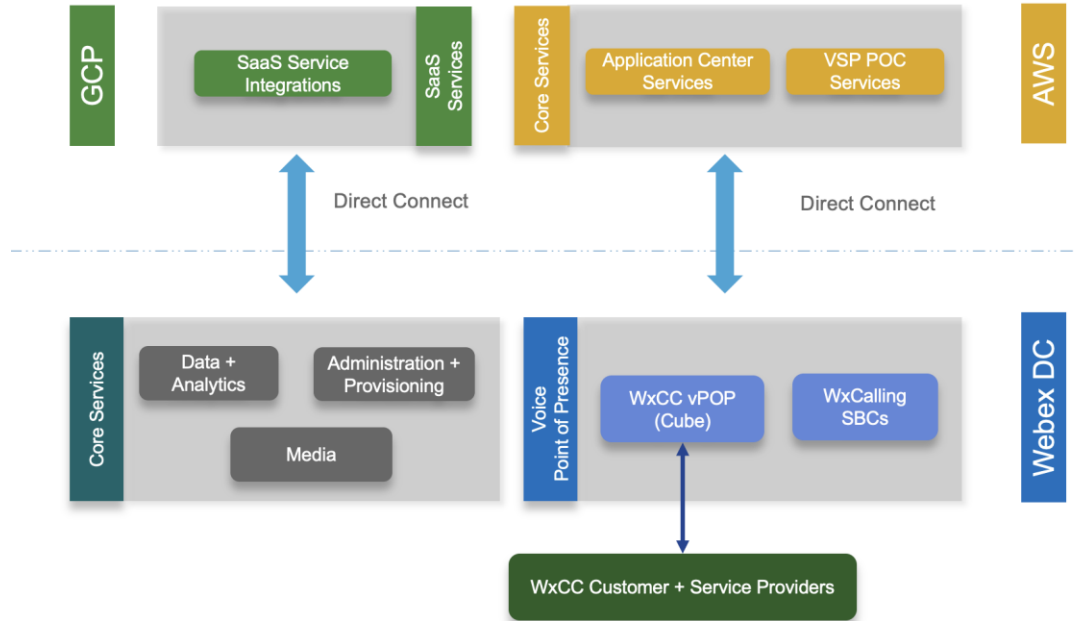 GCP
SaaS Service
Integrations
SaaS
Services
Core Services
Application Center
Services
VSP POC
Services
AWS
Direct Connect
Direct Connect
Core Services
Data +
Analytics
Administration +
Provisioning
Media
Voice
Point of Presence
WxCC vPOP
(Cube)
WxCalling
SBCs
Webex DC
WxCC Customer + Service Providers